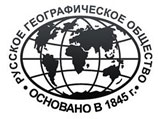 РУССКОЕ ГЕОГРАФИЧЕСКОЕ ОБЩЕСТВО
• ОСНОВАНО В 1845 г. •